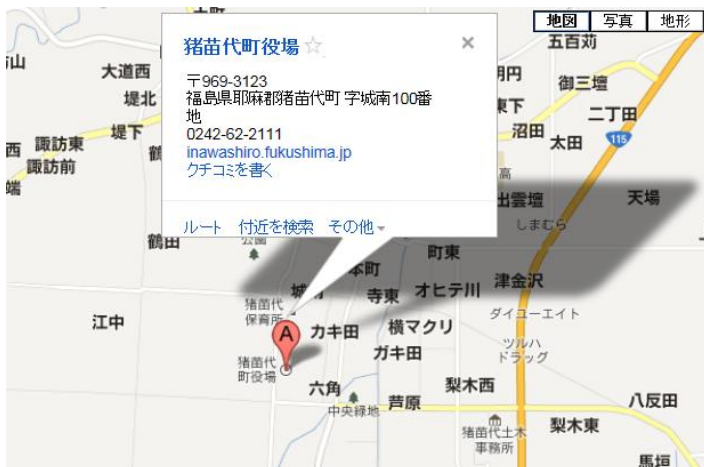 地図 写真 地形
猪苗代町役場☆
×
〒969-3123
福島県耶麻郡猪苗代町 字城南100番
地
0242-62-2111
inawashiro.fukushima.jp
クチコミを書く
ルート 付近を検索 その他
五百苅
大道西
御三壇
堤北
二丁田
沼田
堤下
115
諏訪東
太田
諏訪前
出雲壇
天場
しまむら
鶴田
公園
町東
本町
津金沢
オヒテ川
寺東
猪苗代
保育所
ダイユーエイト
江中
A
カキ田
横マクリ
ツルハ
ドラッグ
ガキ田
猪苗代
町役場
梨木西
六角
芦原
八反田
中央緑地
猪苗代土木
事務所
梨木東
馬垣